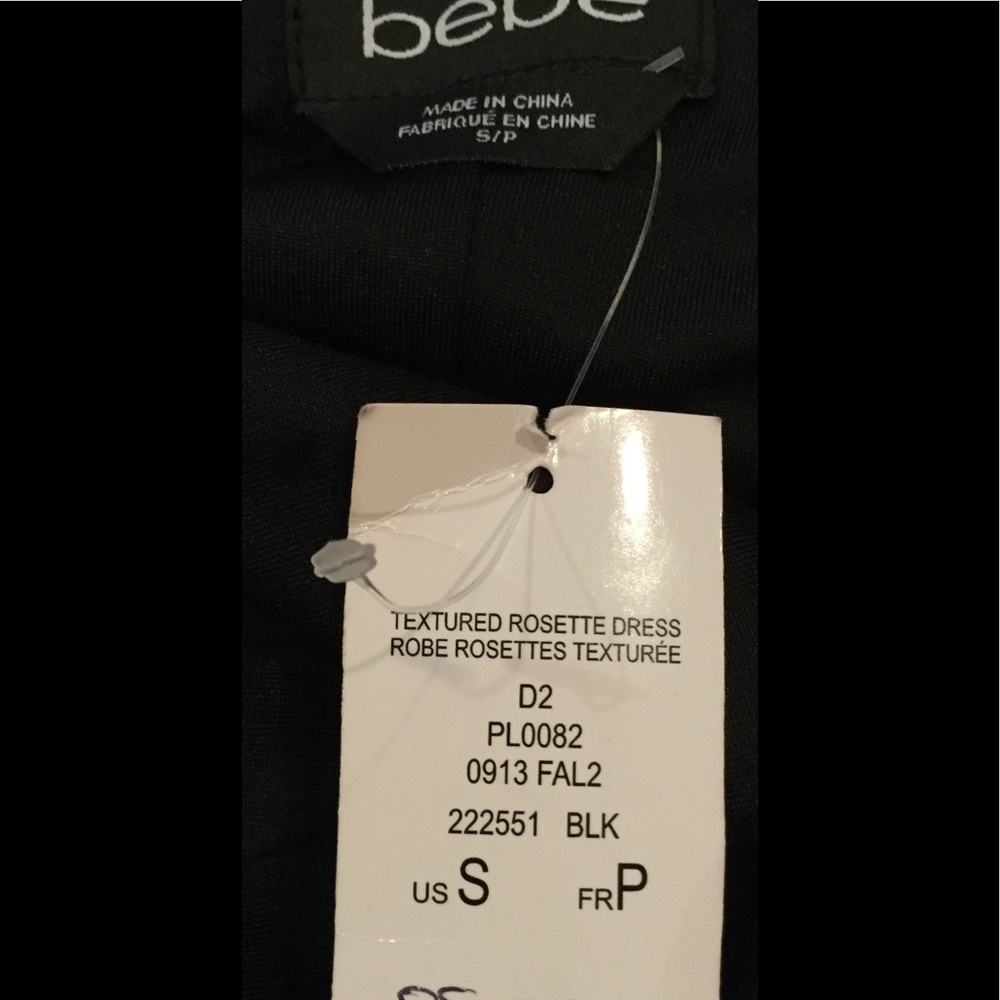 bebe
MADE IN CHINA
FABRIQUÉ EN CHINE
S/P
TEXTURED ROSETTE DRESS
ROBE ROSETTES TEXTURÉE
D2
PL0082
0913 FAL2
222551 BLK
US S FR P